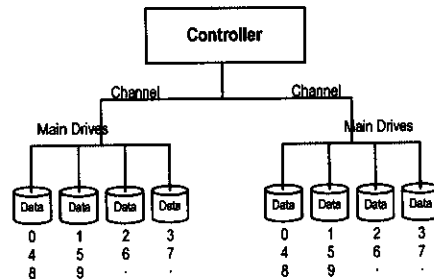 Controller
Channel Channel
Main Drives Main Drives
Data Data Data Data Data Data Data Data
0 1 2 3 0 1 2 3
4 5 6 7 4 5 6 7
8 9 . . 8 9 . .